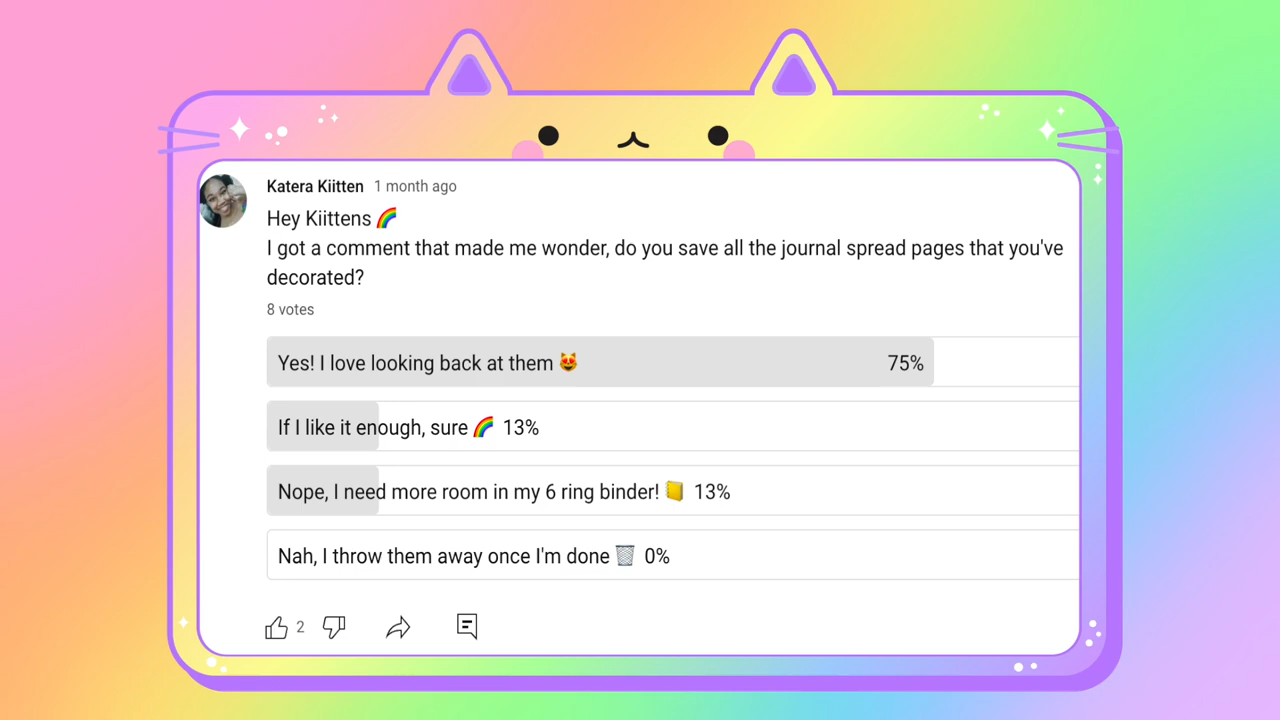 Katera Kiitten 1 month ago
Hey Kiittens 🌈
I got a comment that made me wonder, do you save all the journal spread pages that you've
decorated?
8 votes
Yes! I love looking back at them 😻 75%
If I like it enough, sure 🌈 13%
Nope, I need more room in my 6 ring binder! 📒 13%
Nah, I throw them away once I'm done 🗑️ 0%
2